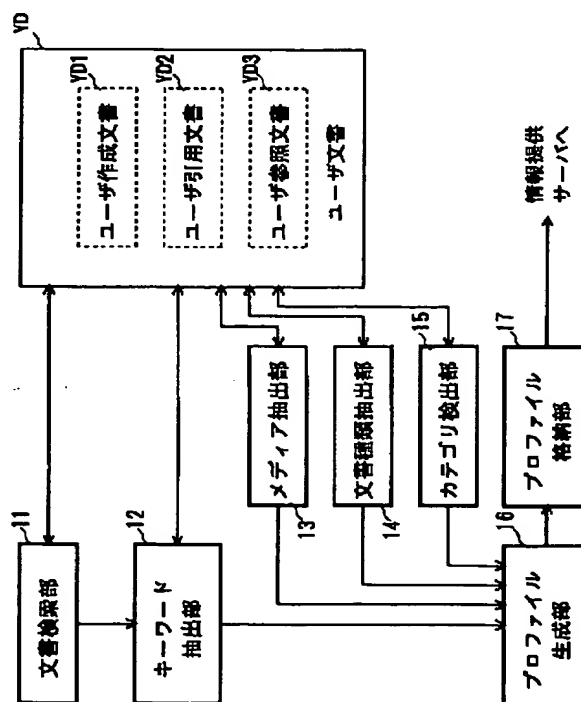 YD
YD1
ユーザ作成文書
YD2
ユーザ引用文書
YD3
ユーザ参照文書
ユーザ文書
11
文書検索部
12
キーワード
抽出部
メディア抽出部
13
文書種類抽出部
14
15
カテゴリ検出部
16
プロファイル
生成部
17
プロファイル
格納部
情報提供
サーバへ